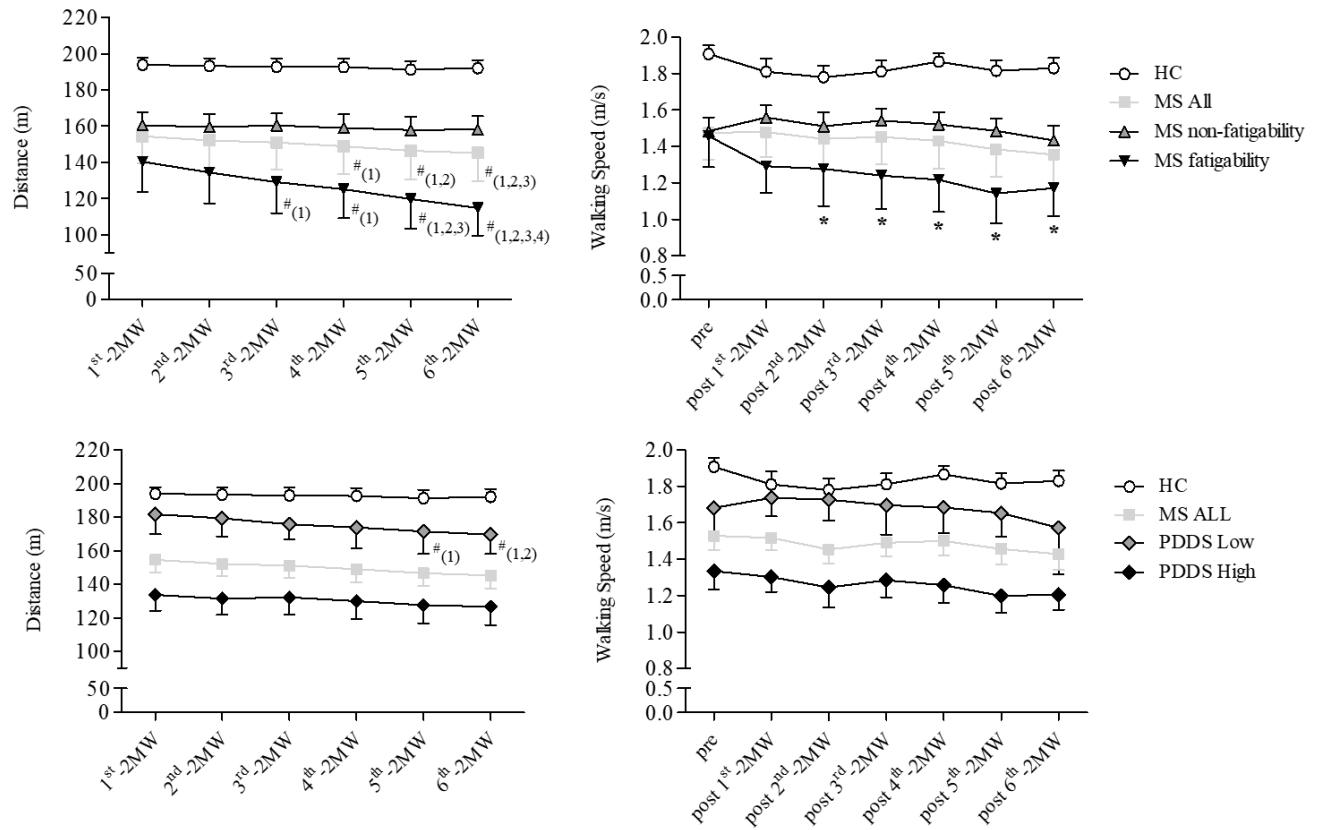 Distance (m)
220
200
180
160
140
120
100
50
0
#(1)
#(1,2)
#(1,2,3)
#(1)
#(1)
#(1,2,3)
#(1,2,3,4)
1st-2MW
2nd-2MW
3rd-2MW
4th-2MW
5th-2MW
6th-2MW
Walking Speed (m/s)
2.0
1.8
1.6
1.4
1.2
1.0
0.8
0.5
0.0
* * * * *
pre
post 1st-2MW
post 2nd-2MW
post 3rd-2MW
post 4th-2MW
post 5th-2MW
post 6th-2MW
HC
MS All
MS non-fatigability
MS fatigability
Distance (m)
220
200
180
160
140
120
100
50
0
#(1)
#(1,2)
1st-2MW
2nd-2MW
3rd-2MW
4th-2MW
5th-2MW
6th-2MW
Walking Speed (m/s)
2.0
1.8
1.6
1.4
1.2
1.0
0.8
0.5
0.0
pre
post 1st-2MW
post 2nd-2MW
post 3rd-2MW
post 4th-2MW
post 5th-2MW
post 6th-2MW
HC
MS ALL
PDDS Low
PDDS High